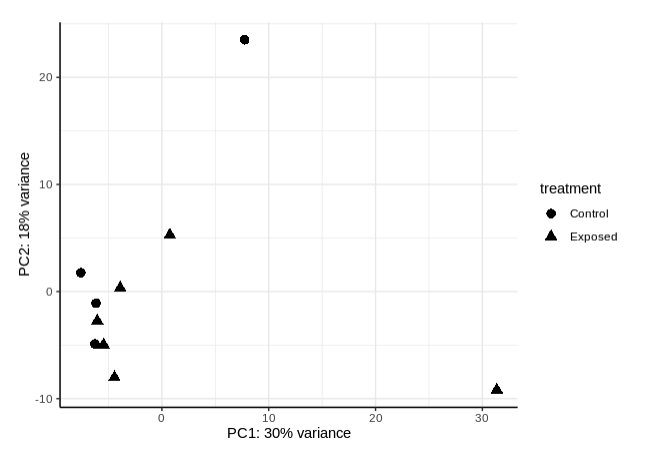 20
10
0
-10
PC2: 18% variance
0
10
20
30
PC1: 30% variance
treatment
Control
Exposed